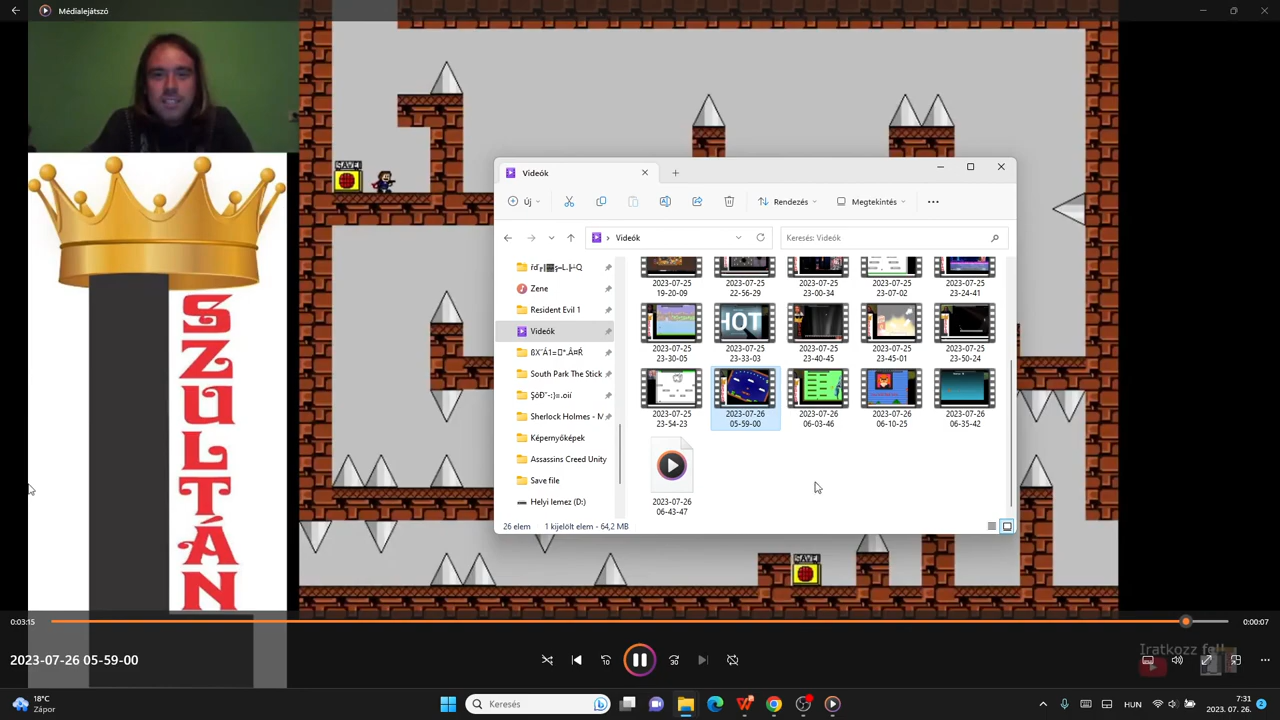 Médialejátszó
SAVE!
SZULTÁN
Videók
Új
Rendezés
Megtekintés
Videók
Keresés: Videók
Zene
Resident Evil 1
Videók
South Park The Stick
Sherlock Holmes - M
Képernyőképek
Assassins Creed Unity
Save file
Helyi lemez (D:)
2023-07-25 19-20-09
2023-07-25 22-56-29
2023-07-25 23-00-34
2023-07-25 23-07-02
2023-07-25 23-24-41
2023-07-25 23-30-05
HOT
2023-07-25 23-33-03
2023-07-25 23-40-45
2023-07-25 23-45-01
2023-07-25 23-50-24
2023-07-25 23-54-23
2023-07-26 05-59-00
2023-07-26 06-03-46
2023-07-26 06-10-25
2023-07-26 06-35-42
2023-07-26 06-43-47
26 elem
1 kijelölt elem - 64,2 MB
SAVE!
0:03:15
0:00:07
Iratkozz fel!
2023-07-26 05-59-00
10
30
18°C
Zápor
Keresés
HUN
7:31
2023. 07. 26.
2